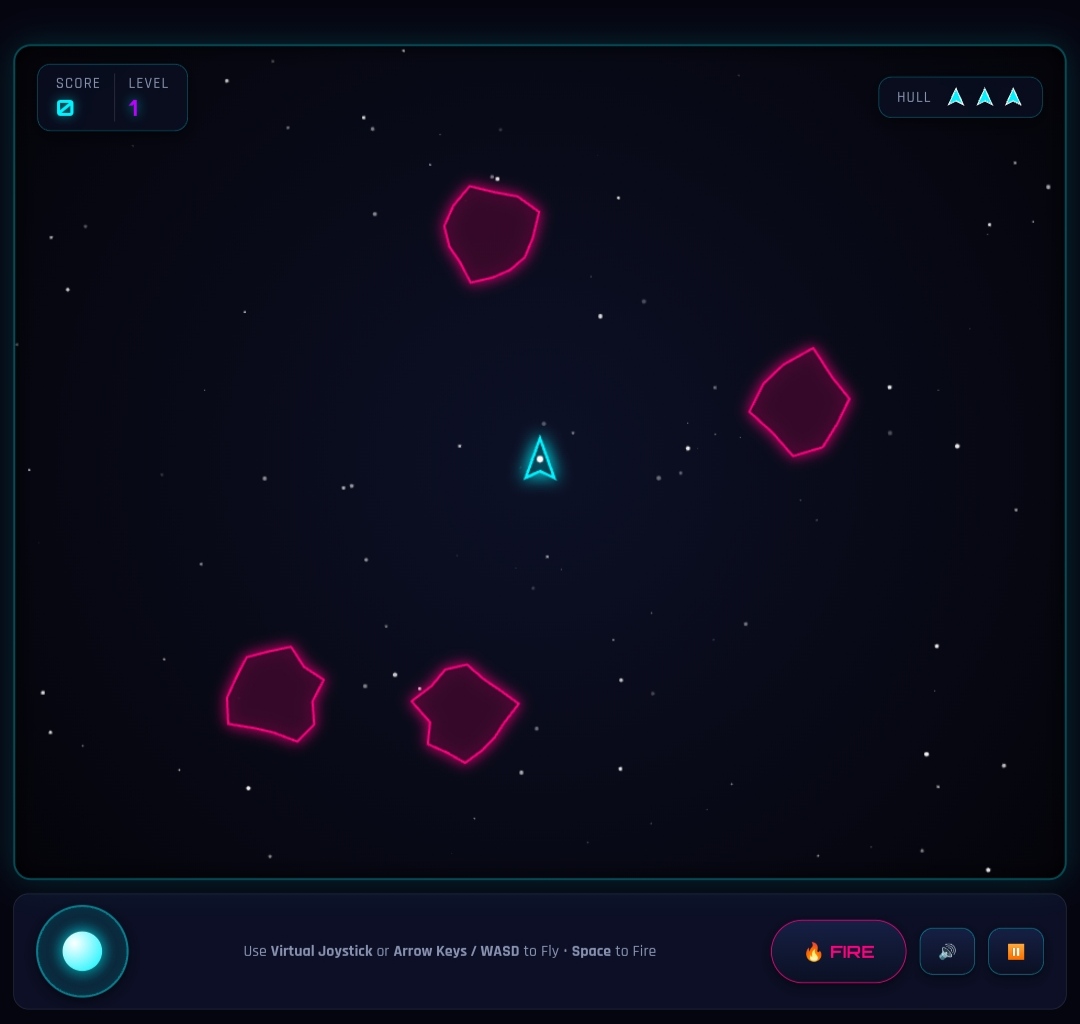 SCORE
0
LEVEL
1
HULL
Use Virtual Joystick or Arrow Keys / WASD to Fly • Space to Fire
🔥 FIRE